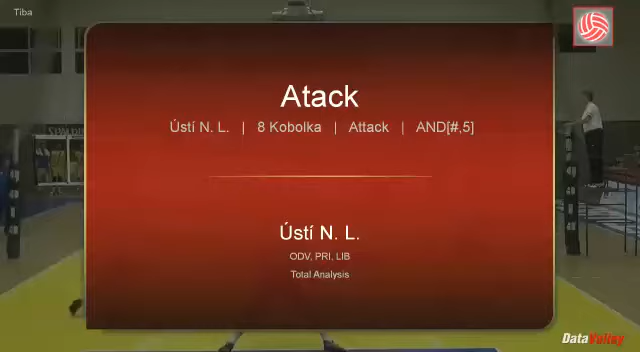 Tiba
Atack
Ústí N. L. | 8 Kobolka | Attack | AND[#,5]
Ústí N. L.
ODV, PRI, LIB
Total Analysis
DataVolley